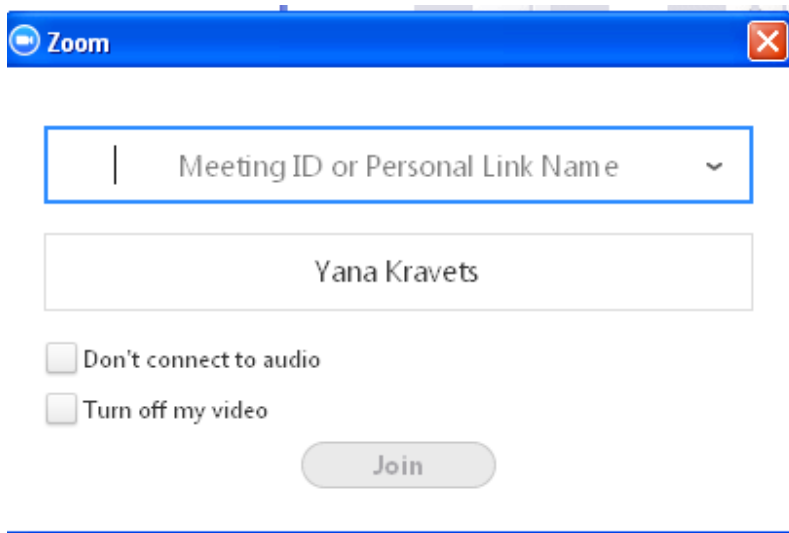 Zoom
Meeting ID or Personal Link Name
Yana Kravets
Don't connect to audio
Turn off my video
Join